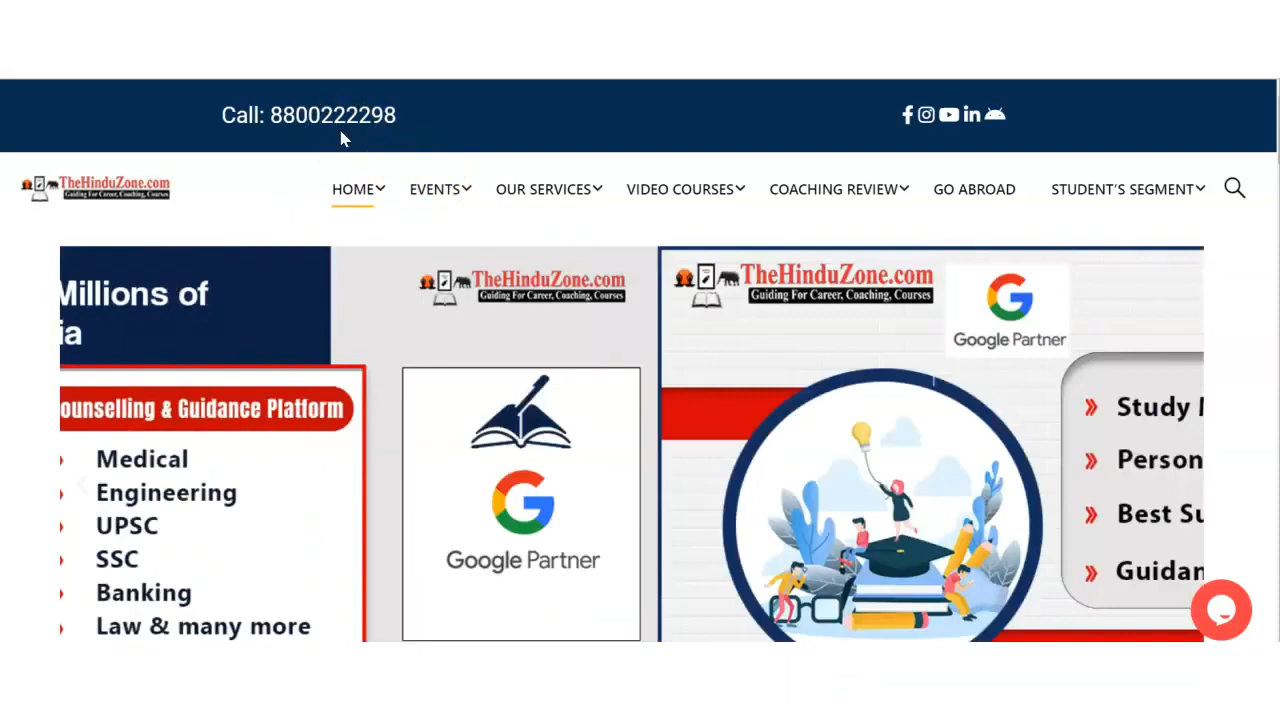 Call: 8800222298
TheHinduZone.com
Guiding For Career, Coaching, Courses
HOME EVENTS OUR SERVICES VIDEO COURSES COACHING REVIEW GO ABROAD STUDENT'S SEGMENT
Millions of
ia
ounselling & Guidance Platform
Medical
Engineering
UPSC
SSC
Banking
Law & many more
TheHinduZone.com
Guiding For Career, Coaching, Courses
Google Partner
TheHinduZone.com
Guiding For Career, Coaching, Courses
Google Partner
Study
Person
Best Su
Guidan